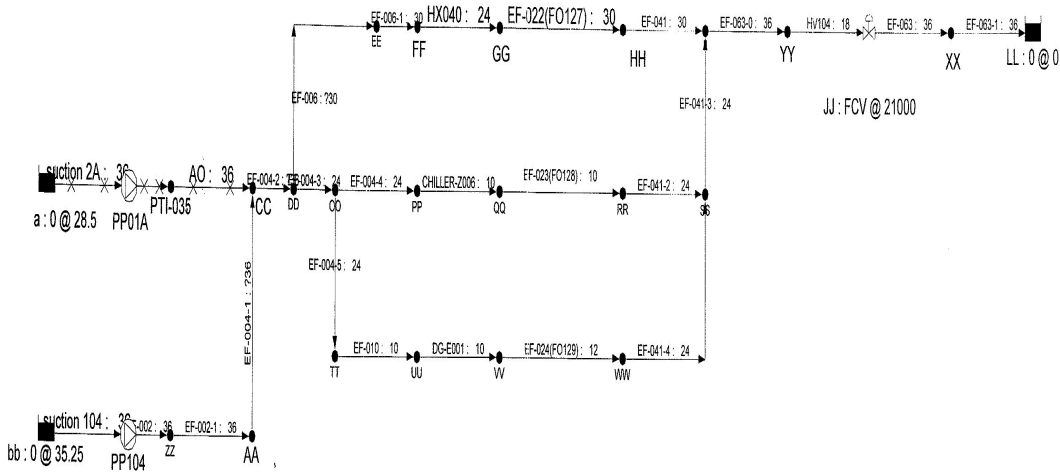 EF-006-1 : 30
HX040 : 24
EF-022(FO127) : 30
EF-041 : 30
EF-063-0 : 36
HV104 : 18
EF-063 : 36
EF-063-1 : 36
EE
FF
GG
HH
YY
XX
LL : 0 @ 0
EF-006 : ?30
EF-041-3 : 24
JJ : FCV @ 21000
suction 2A : 36
AO : 36
EF-004-2 :
EF-004-3 : 24
EF-004-4 : 24
CHILLER-Z006 : 10
EF-023(FO128) : 10
EF-041-2 : 24
a : 0 @ 28.5
PP01A
PTI-035
CC
DD
OO
PP
QQ
RR
SS
EF-004-5 : 24
EF-004-1 : ?36
EF-010 : 10
DG-E001 : 10
EF-024(FO129) : 12
EF-041-4 : 24
TT
UU
VV
WW
suction 104 : 36
-002 : 36
EF-002-1 : 36
bb : 0 @ 35.25
PP104
ZZ
AA